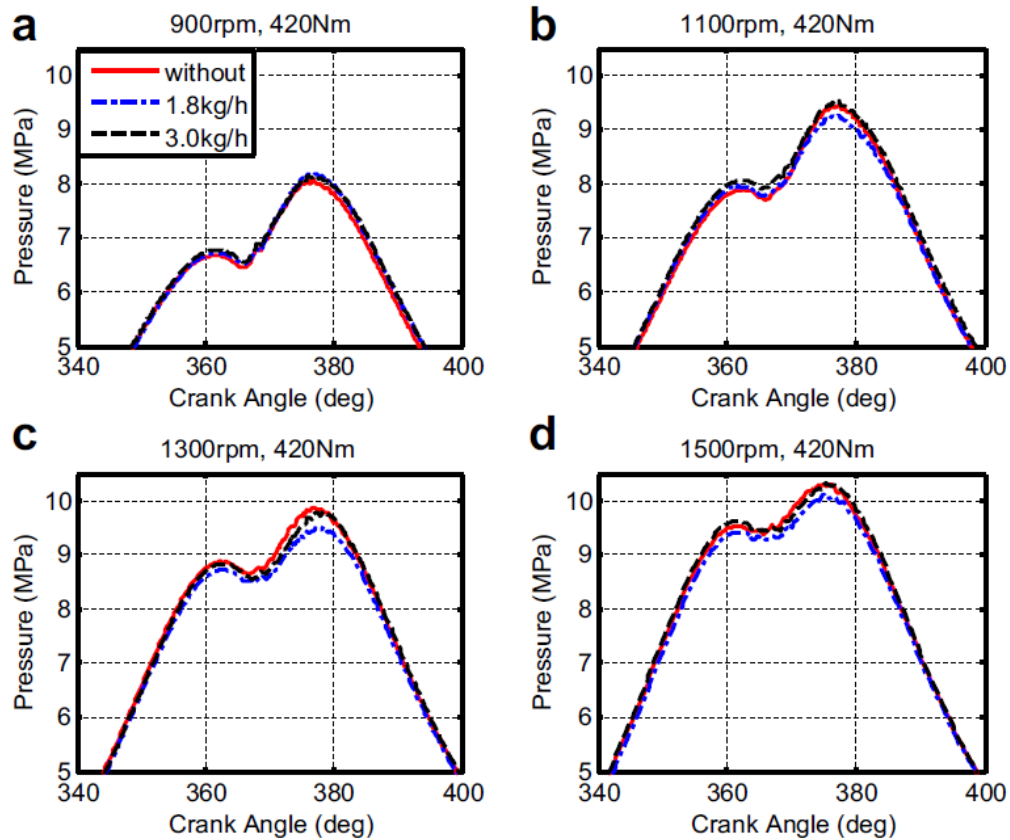 a
900rpm, 420Nm
without
1.8kg/h
3.0kg/h
Pressure (MPa)
10
9
8
7
6
5
340 360 380 400
Crank Angle (deg)
b
1100rpm, 420Nm
Pressure (MPa)
10
9
8
7
6
5
340 360 380 400
Crank Angle (deg)
c
1300rpm, 420Nm
Pressure (MPa)
10
9
8
7
6
5
340 360 380 400
Crank Angle (deg)
d
1500rpm, 420Nm
Pressure (MPa)
10
9
8
7
6
5
340 360 380 400
Crank Angle (deg)